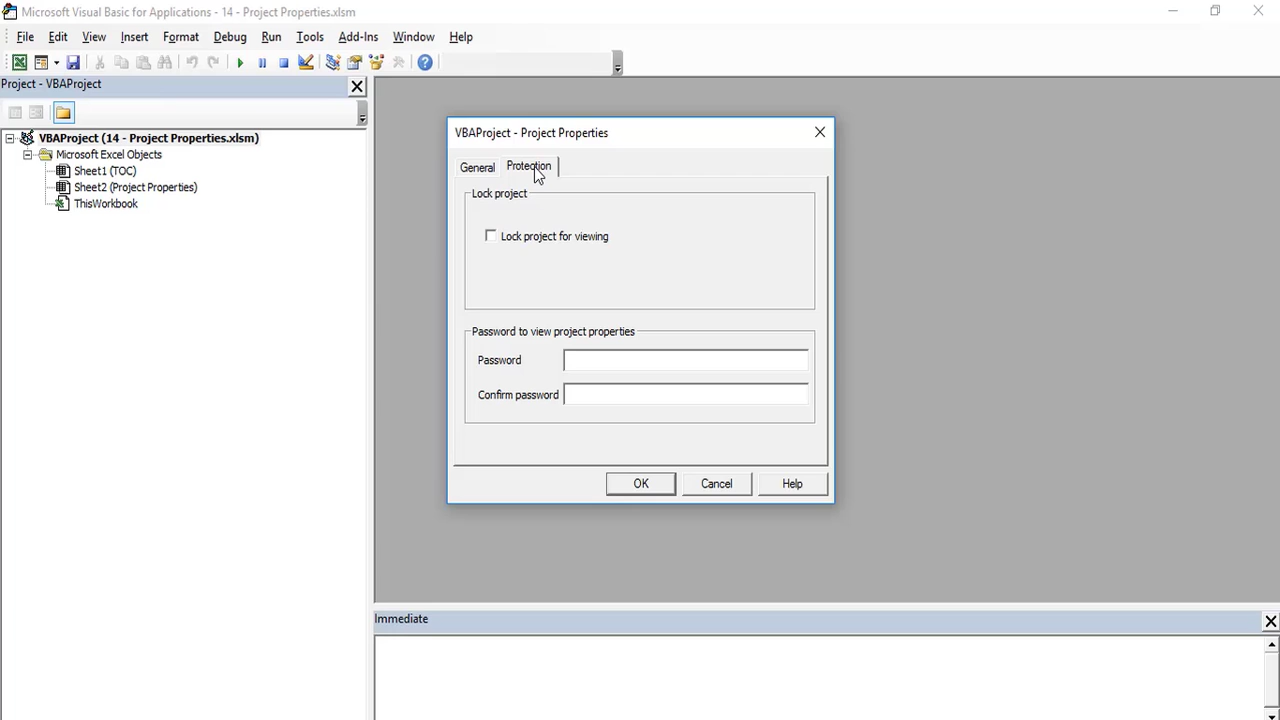 Microsoft Visual Basic for Applications - 14 - Project Properties.xlsm
File Edit View Insert Format Debug Run Tools Add-Ins Window Help
Project - VBAProject
VBAProject (14 - Project Properties.xlsm)
Microsoft Excel Objects
Sheet1 (TOC)
Sheet2 (Project Properties)
ThisWorkbook
VBAProject - Project Properties
General Protection
Lock project
Lock project for viewing
Password to view project properties
Password
Confirm password
OK Cancel Help
Immediate